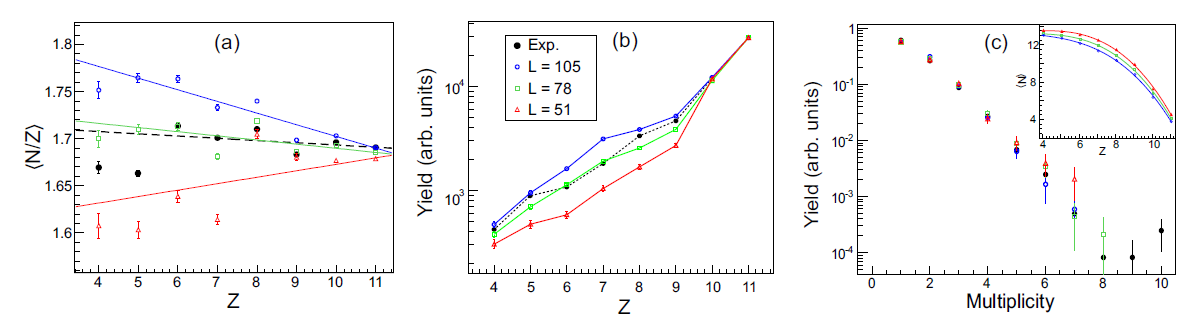 (a)
1.8
1.75
1.7
1.65
1.6
⟨N/Z⟩
4 5 6 7 8 9 10 11
Z
(b)
Exp.
L = 105
L = 78
L = 51
10⁴
10³
Yield (arb. units)
4 5 6 7 8 9 10 11
Z
(c)
1
10⁻¹
10⁻²
10⁻³
10⁻⁴
Yield (arb. units)
0 2 4 6 8 10
Multiplicity
12
8
4
⟨N⟩
4 5 6 7 8 9 10 11
Z